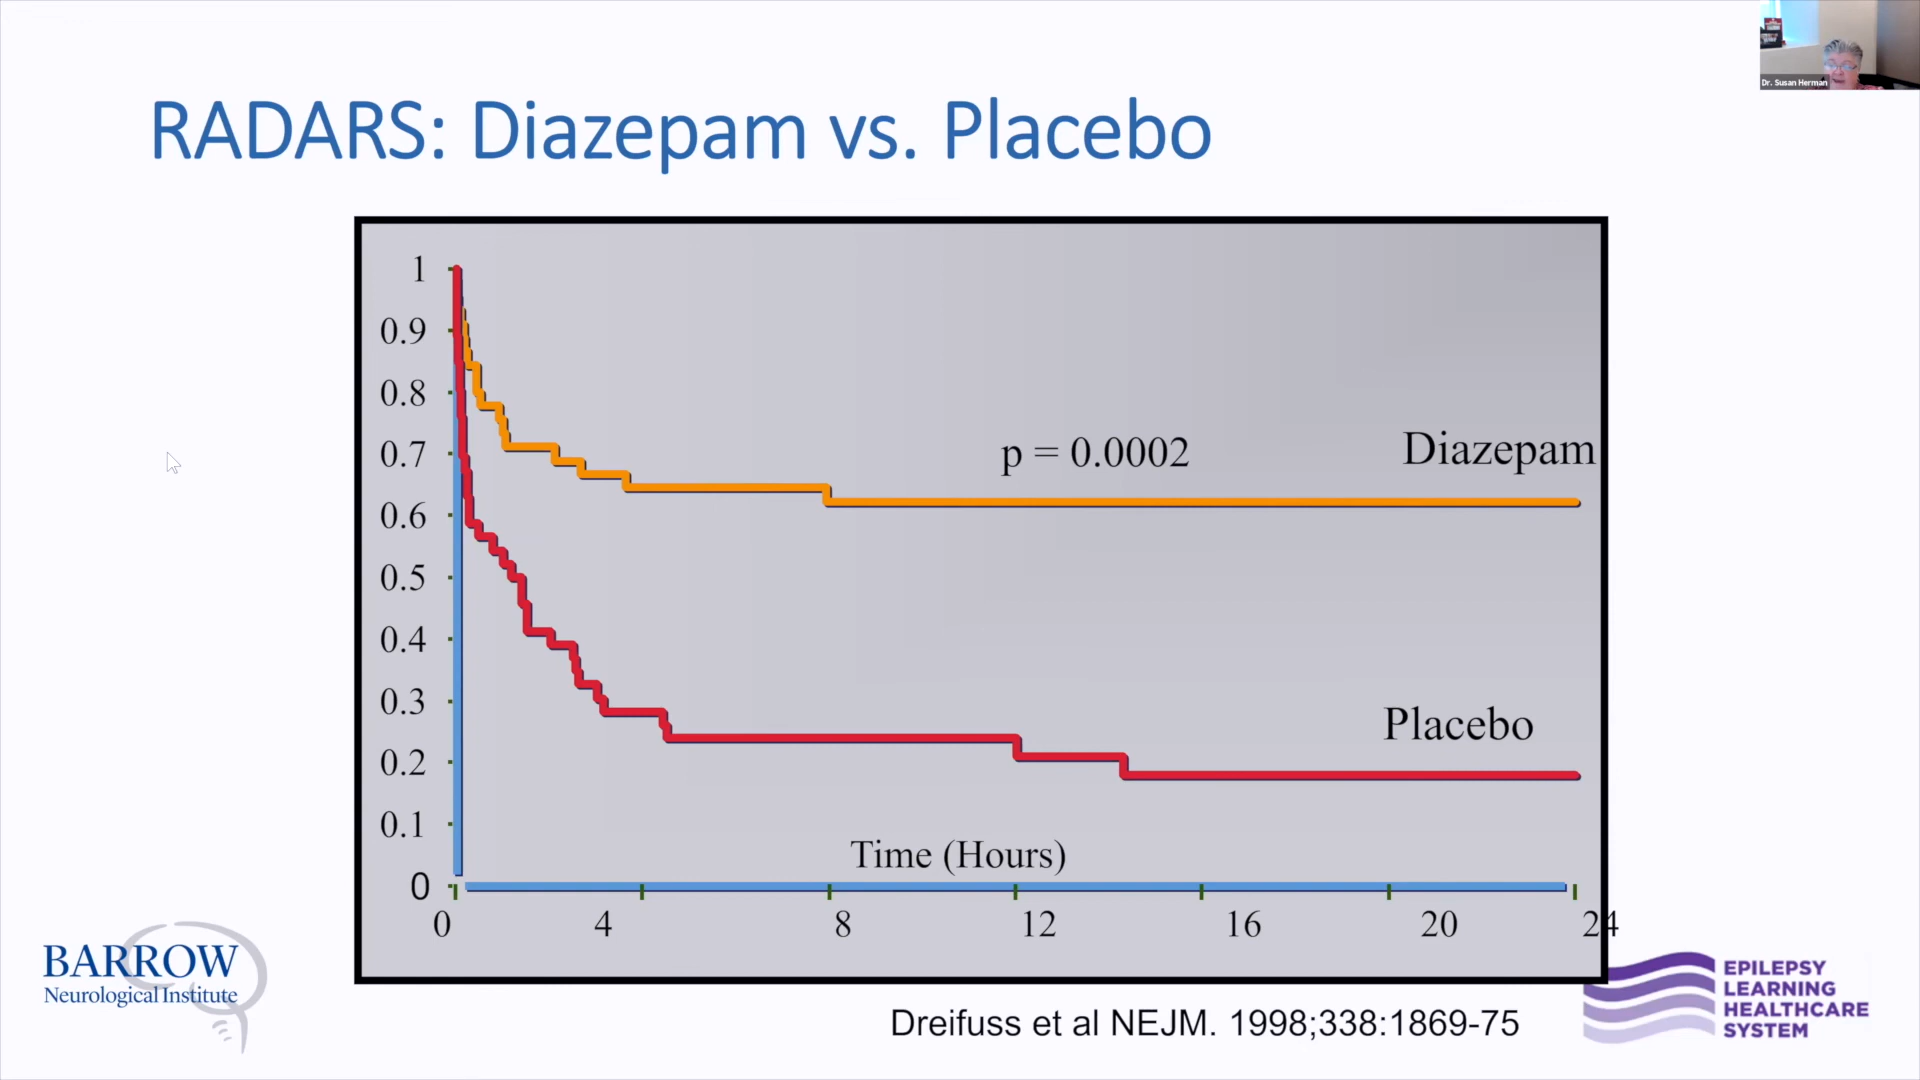 Dr. Susan Herman
RADARS: Diazepam vs. Placebo
1
0.9
0.8
0.7
0.6
0.5
0.4
0.3
0.2
0.1
0
p = 0.0002
Diazepam
Placebo
Time (Hours)
0 4 8 12 16 20 24
BARROW
Neurological Institute
Dreifuss et al NEJM. 1998;338:1869-75
EPILEPSY
LEARNING
HEALTHCARE
SYSTEM